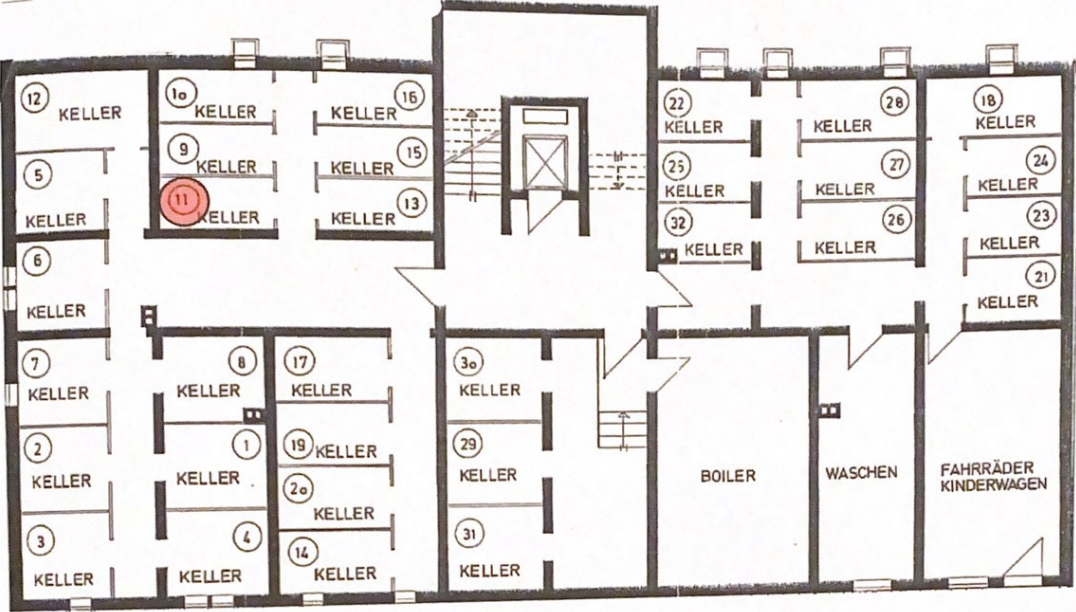 12 KELLER
1o KELLER
KELLER 16
22 KELLER
KELLER 28
18 KELLER
9 KELLER
KELLER 15
5 KELLER
25 KELLER
KELLER 27
24 KELLER
11 KELLER
KELLER 13
32 KELLER
KELLER 26
23 KELLER
6 KELLER
21 KELLER
7 KELLER
8 KELLER
17 KELLER
3o KELLER
2 KELLER
1 KELLER
19 KELLER
29 KELLER
BOILER
WASCHEN
FAHRRÄDER
KINDERWAGEN
2o KELLER
3 KELLER
4 KELLER
14 KELLER
31 KELLER